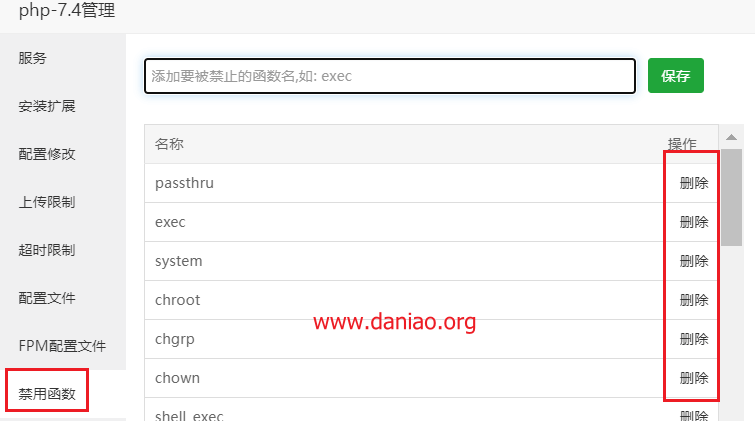 php-7.4管理
服务
安装扩展
配置修改
上传限制
超时限制
配置文件
FPM配置文件
禁用函数
添加要被禁止的函数名,如: exec
保存
名称 操作
passthru 删除
exec 删除
system 删除
chroot 删除
www.daniao.org
chgrp 删除
chown 删除
shell_exec 删除